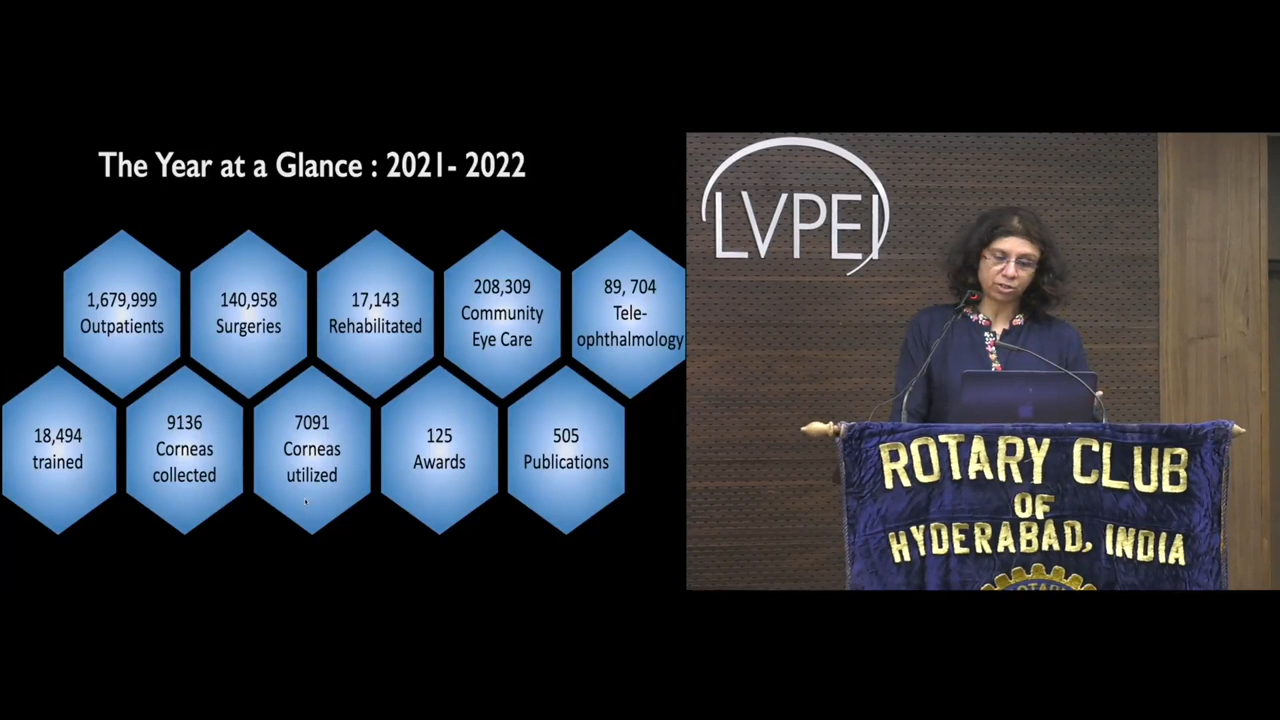 The Year at a Glance : 2021- 2022
1,679,999
Outpatients
140,958
Surgeries
17,143
Rehabilitated
208,309
Community
Eye Care
89, 704
Tele-
ophthalmology
18,494
trained
9136
Corneas
collected
7091
Corneas
utilized
125
Awards
505
Publications
LVPEI
ROTARY CLUB
OF
HYDERABAD, INDIA
ROTARY